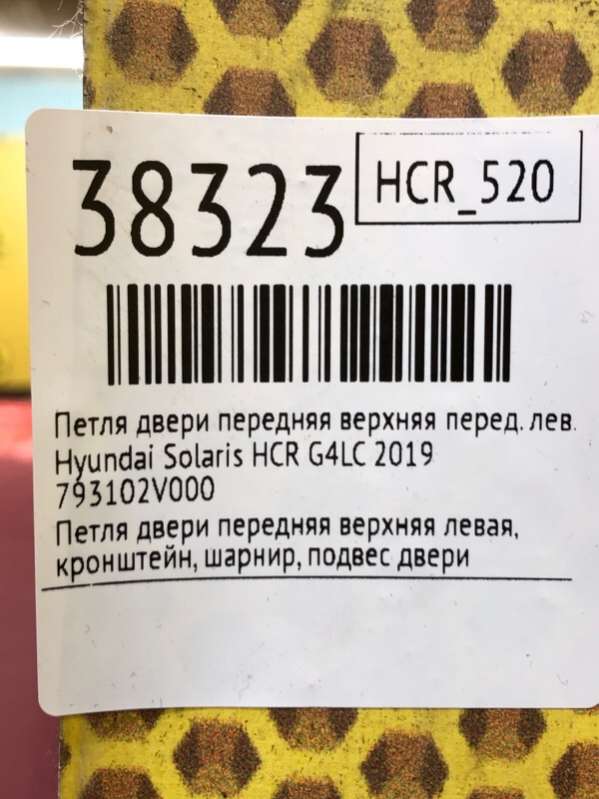 38323
HCR_520
Петля двери передняя верхняя перед. лев.
Hyundai Solaris HCR G4LC 2019
793102V000
Петля двери передняя верхняя левая,
кронштейн, шарнир, подвес двери